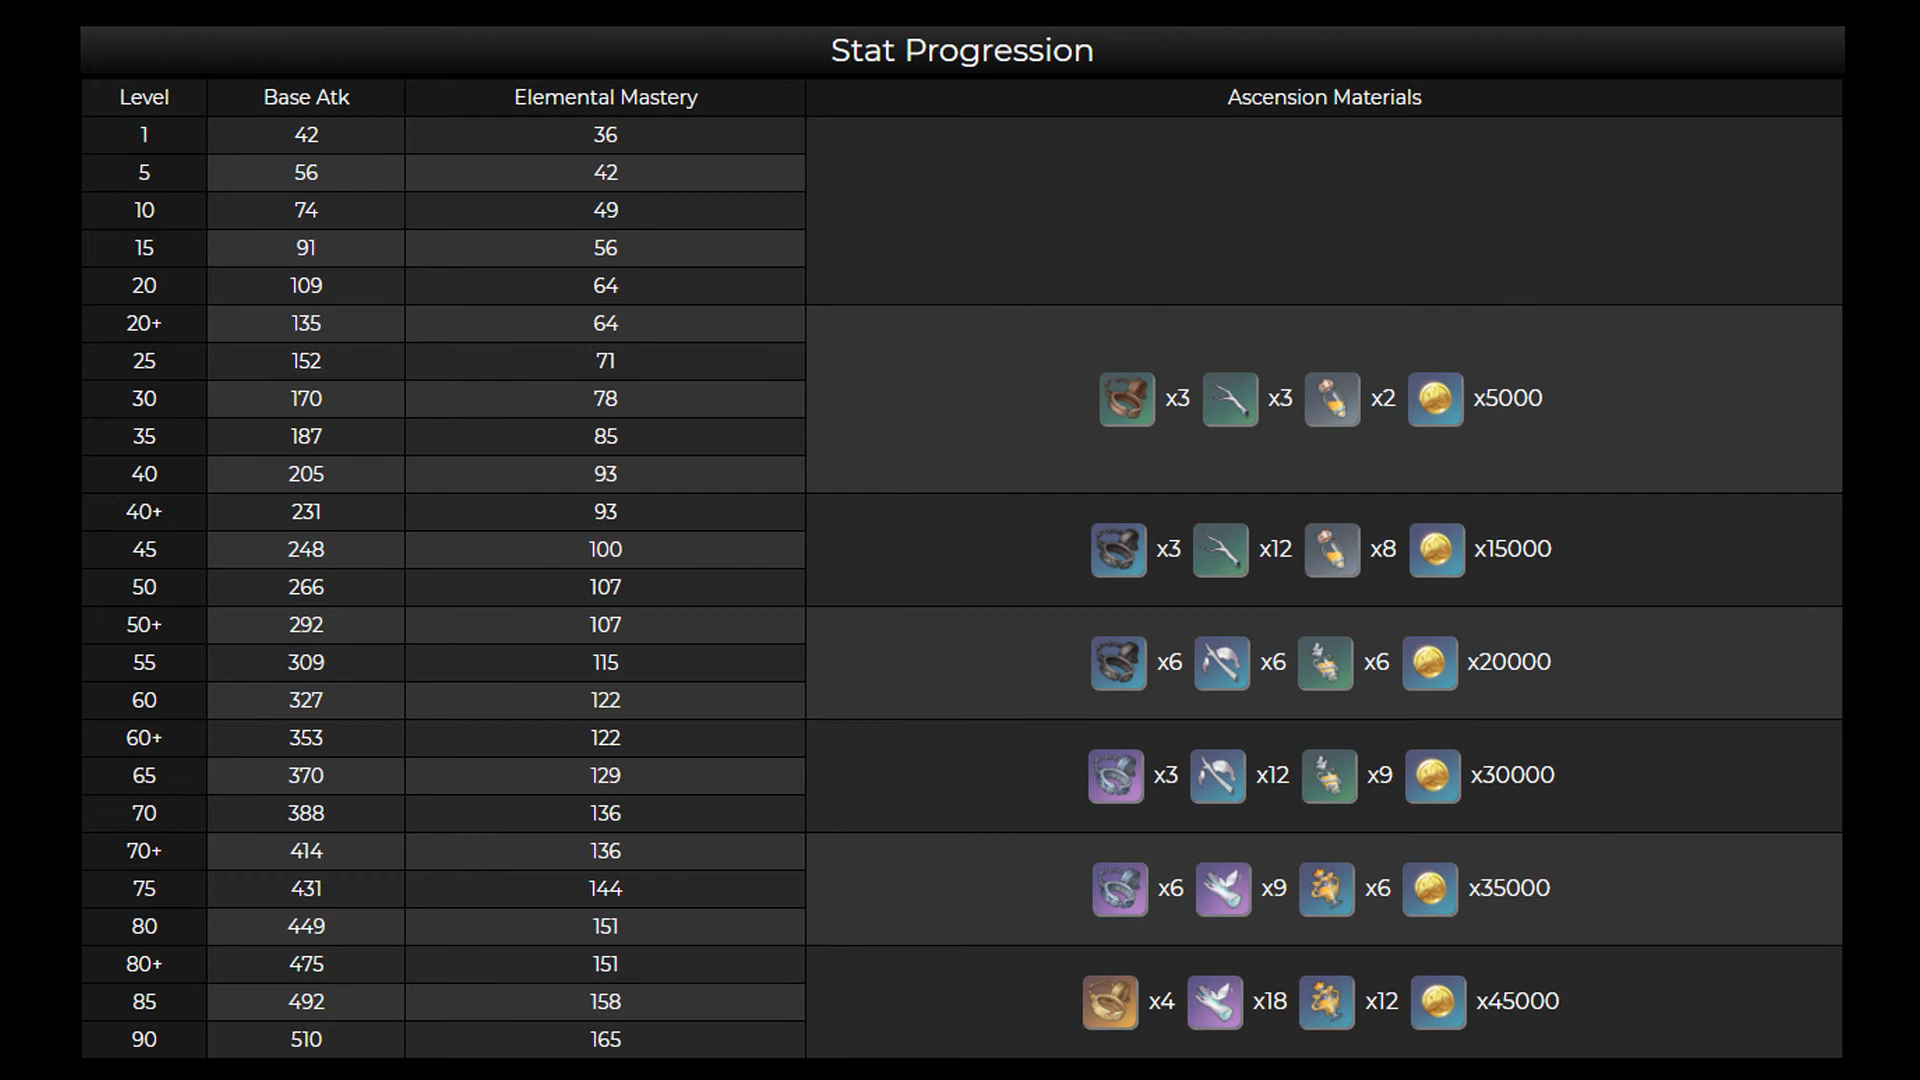 Stat Progression
Level Base Atk Elemental Mastery Ascension Materials
1 42 36
5 56 42
10 74 49
15 91 56
20 109 64
20+ 135 64
25 152 71
30 170 78 x3 x3 x2 x5000
35 187 85
40 205 93
40+ 231 93
45 248 100 x3 x12 x8 x15000
50 266 107
50+ 292 107
55 309 115 x6 x6 x6 x20000
60 327 122
60+ 353 122
65 370 129 x3 x12 x9 x30000
70 388 136
70+ 414 136
75 431 144 x6 x9 x6 x35000
80 449 151
80+ 475 151
85 492 158 x4 x18 x12 x45000
90 510 165